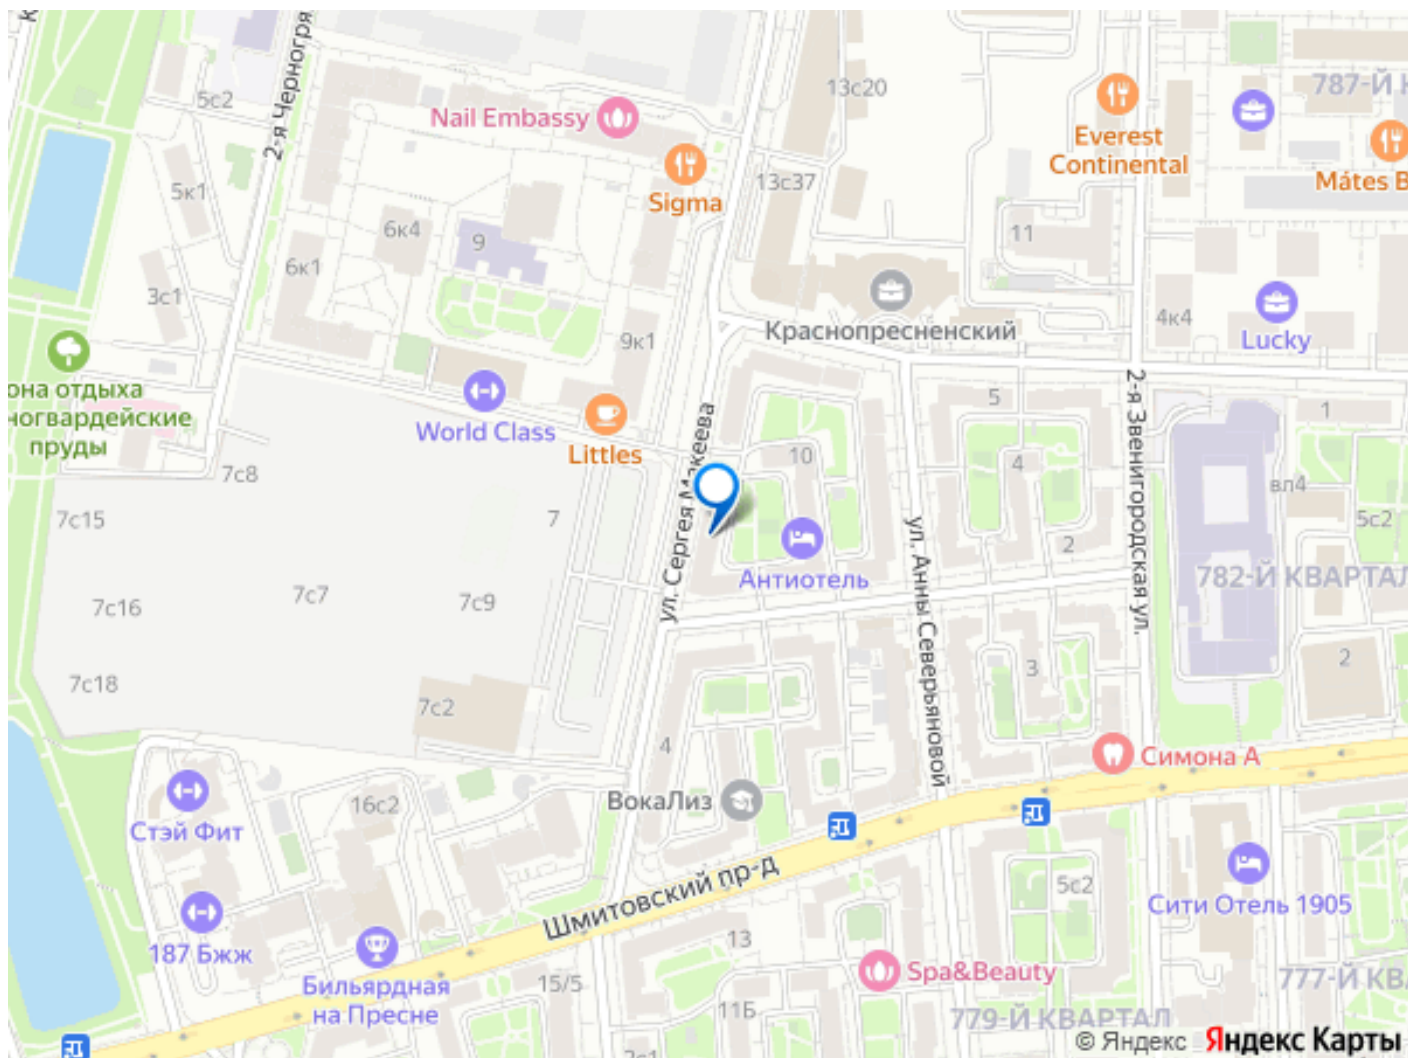 5с2
2-я Черногря
Nail Embassy
13с20
787-Й К
Everest
Continental
Mátes B
5к1
Sigma
13с37
6к4
9
11
6к1
3с1
Краснопресненский
4к4
Lucky
9к1
она отдыха
ногвардейские
пруды
World Class
Littles
ул. Сергея Макеева
5
2-я Звенигородская ул.
1
7с8
10
4
вл4
7с15
7
5с2
Антиотель
ул. Анны Северьяновой
2
782-Й КВАРТАЛ
7с16
7с7
7с9
7с18
3
2
7с2
4
Симона А
16с2
ВокаЛиз
Стэй Фит
Шмитовский пр-д
5с2
Сити Отель 1905
187 Бжж
13
Бильярдная
на Пресне
15/5
Spa&Beauty
11Б
777-Й КВ
779-Й КВАРТАЛ
© Яндекс Яндекс Карты